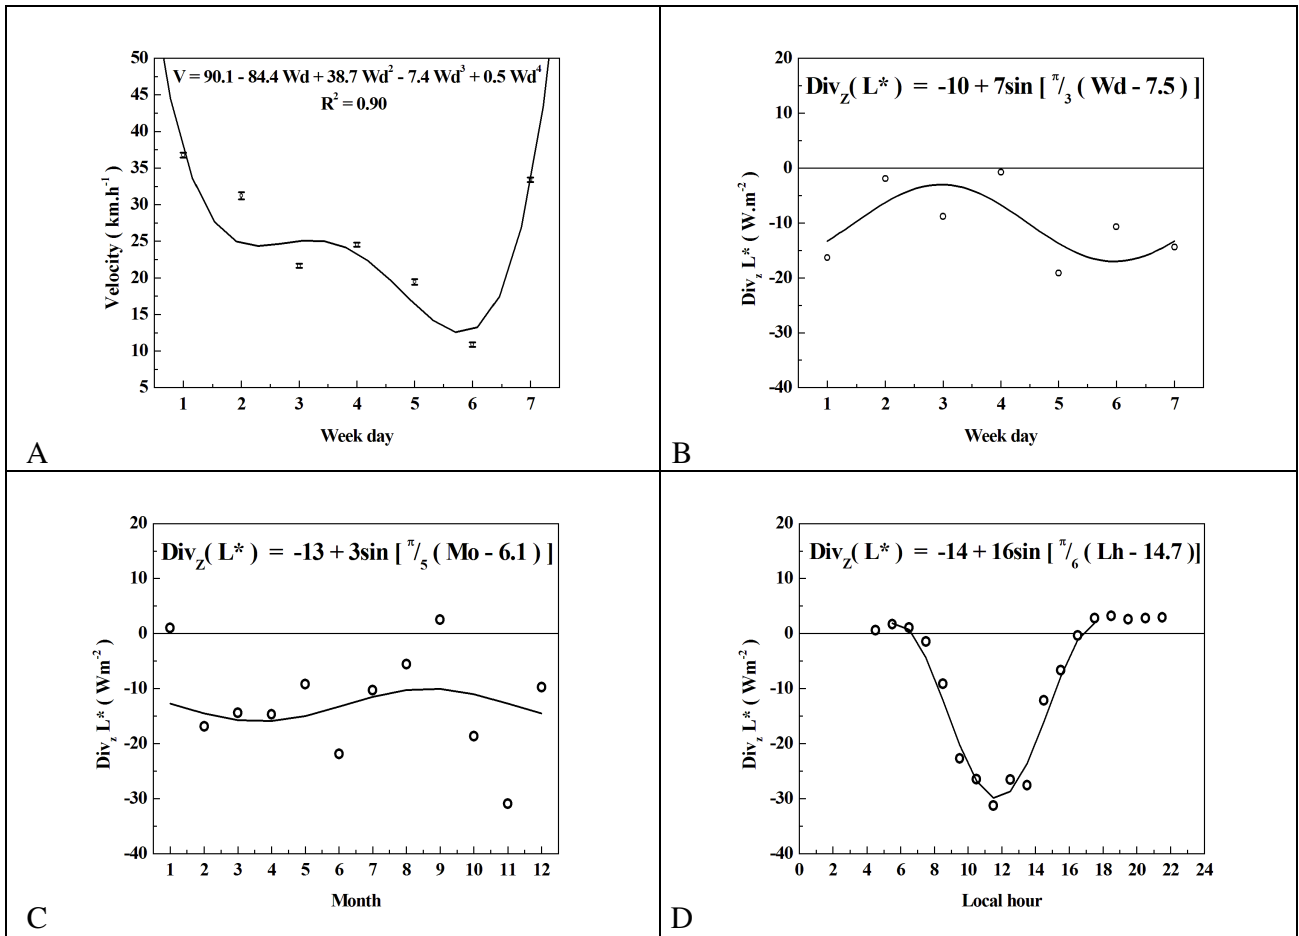 V = 90.1 - 84.4 Wd + 38.7 Wd² - 7.4 Wd³ + 0.5 Wd⁴
R² = 0.90
50
45
40
35
30
25
20
15
10
5
Velocity ( km.h⁻¹ )
1 2 3 4 5 6 7
Week day
A
Div_Z( L* ) = -10 + 7sin [ π/3 ( Wd - 7.5 ) ]
20
10
0
-10
-20
-30
-40
Div_z L* ( W.m⁻² )
1 2 3 4 5 6 7
Week day
B
Div_Z( L* ) = -13 + 3sin [ π/5 ( Mo - 6.1 ) ]
20
10
0
-10
-20
-30
-40
Div_z L* ( Wm⁻² )
1 2 3 4 5 6 7 8 9 10 11 12
Month
C
Div_Z( L* ) = -14 + 16sin [ π/6 ( Lh - 14.7 )]
20
10
0
-10
-20
-30
-40
Div_z L* ( Wm⁻² )
0 2 4 6 8 10 12 14 16 18 20 22 24
Local hour
D